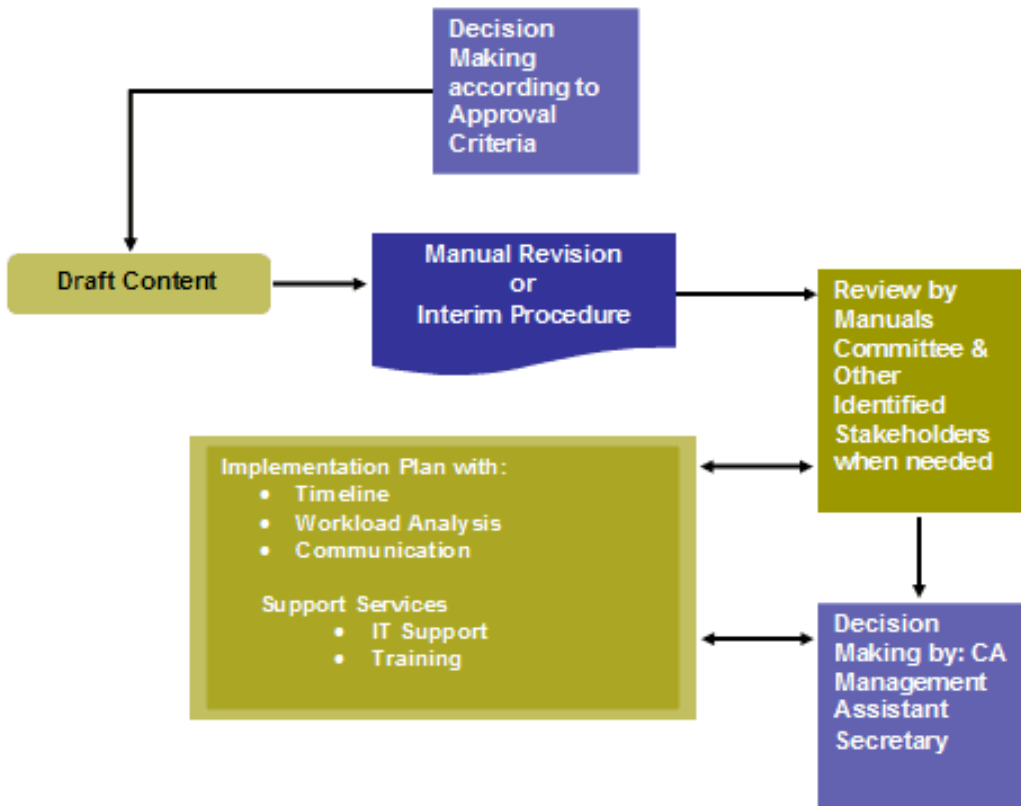 Decision
Making
according to
Approval
Criteria
Draft Content
Manual Revision
or
Interim Procedure
Review by
Manuals
Committee &
Other
Identified
Stakeholders
when needed
Implementation Plan with:
• Timeline
• Workload Analysis
• Communication
Support Services
• IT Support
• Training
Decision
Making by: CA
Management
Assistant
Secretary